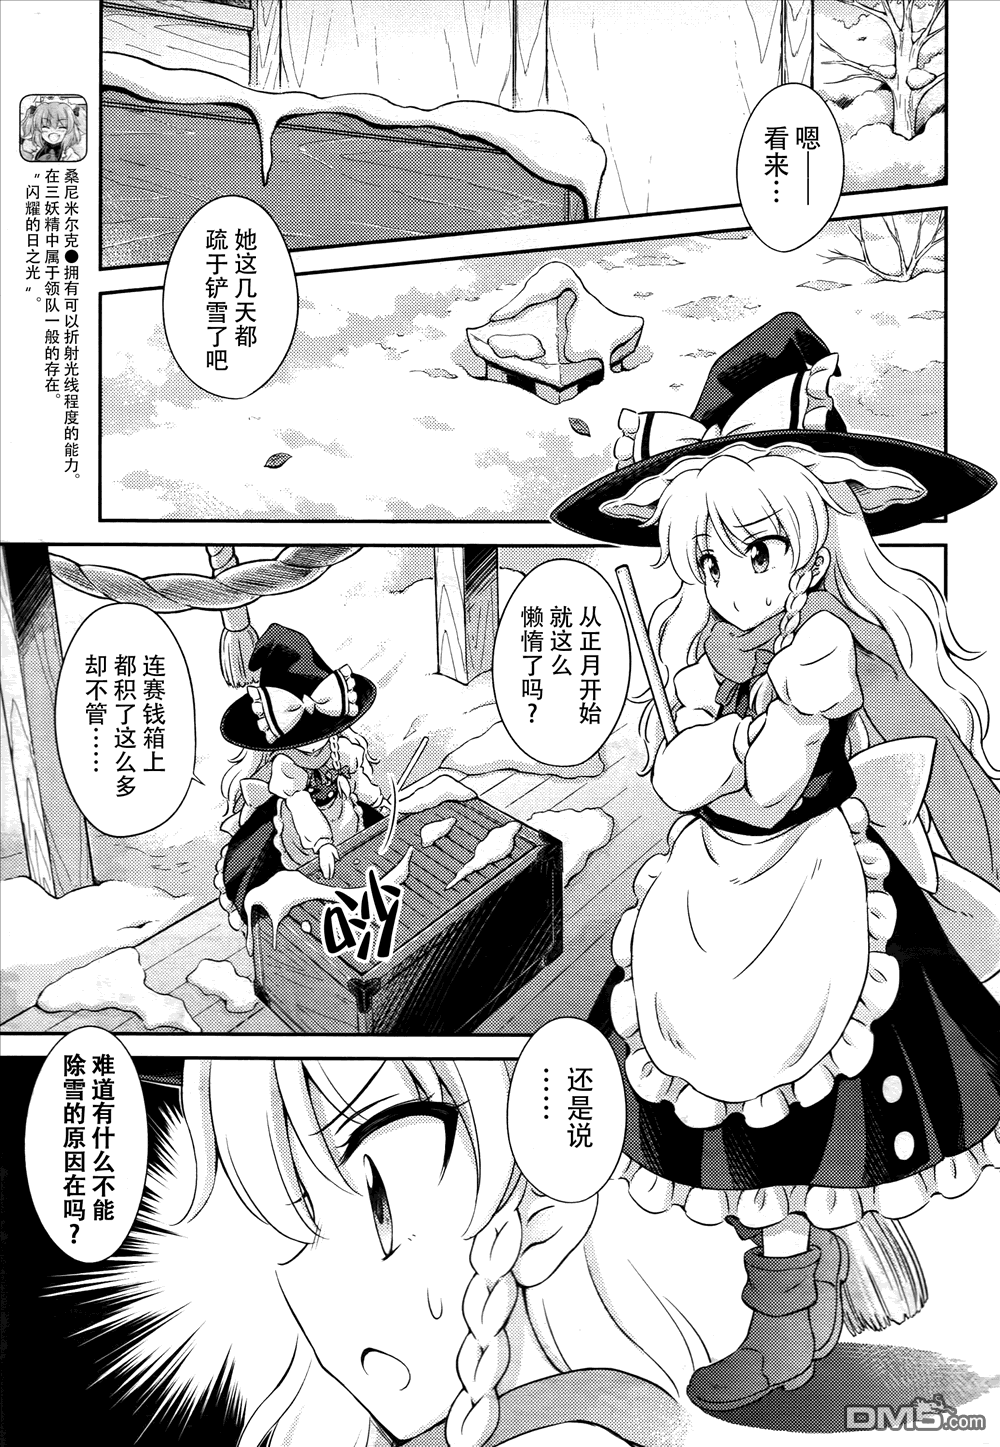 嗯——
看来…
她这几天都
疏于铲雪了吧
桑尼米尔克●拥有可以折射光线程度的能力。
在三妖精中属于领队一般的存在。
“闪耀的日之光”。
从正月开始
就这么
懒惰了吗?
连赛钱箱上
都积了这么多
却不管……
沙
还是说
……
难道有什么不能
除雪的原因在吗?
DM5.com